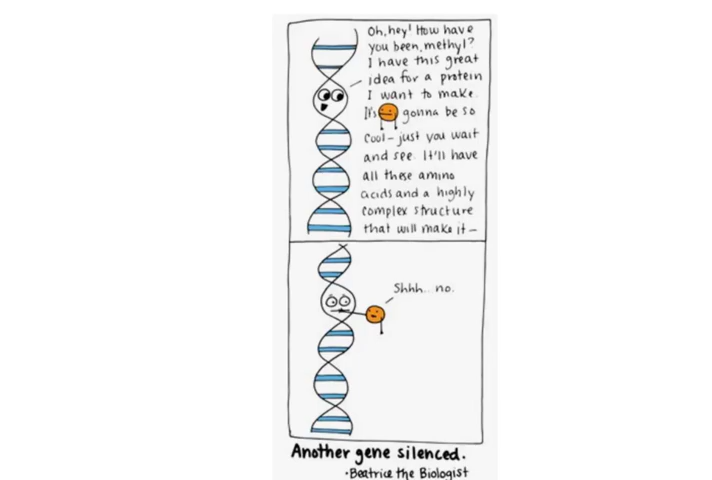 Oh, hey! How have
you been, methyl?
I have this great
idea for a protein
I want to make.
It's gonna be so
cool - just you wait
and see. It'll have
all these amino
acids and a highly
complex structure
that will make it -
Shhh... no.
Another gene silenced.
-Beatrice the Biologist